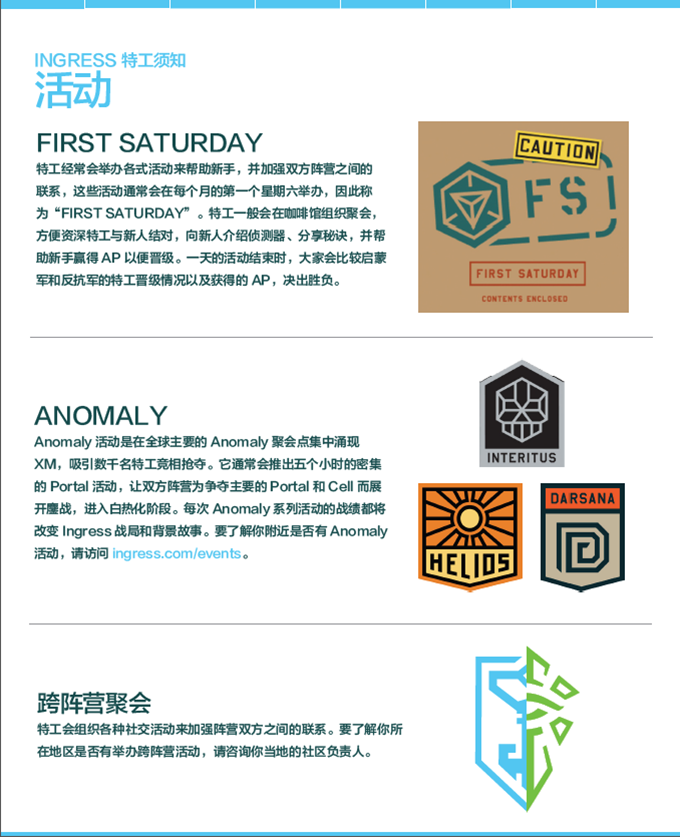 INGRESS 特工须知
活动
FIRST SATURDAY
特工经常会举办各式活动来帮助新手，并加强双方阵营之间的
联系，这些活动通常会在每个月的第一个星期六举办，因此称
为“FIRST SATURDAY”。特工一般会在咖啡馆组织聚会，
方便资深特工与新人结对，向新人介绍侦测器、分享秘诀，并帮
助新手赢得 AP 以便晋级。一天的活动结束时，大家会比较启蒙
军和反抗军的特工晋级情况以及获得的 AP，决出胜负。
CAUTION
FS
FIRST SATURDAY
CONTENTS ENCLOSED
ANOMALY
Anomaly 活动是在全球主要的 Anomaly 聚会点集中涌现
XM，吸引数千名特工竞相抢夺。它通常会推出五个小时的密集
的 Portal 活动，让双方阵营为争夺主要的 Portal 和 Cell 而展
开鏖战，进入白热化阶段。每次 Anomaly 系列活动的战绩都将
改变 Ingress 战局和背景故事。要了解你附近是否有 Anomaly
活动，请访问 ingress.com/events。
INTERITUS
HELIOS
DARSANA
跨阵营聚会
特工会组织各种社交活动来加强阵营双方之间的联系。要了解你所
在地区是否有举办跨阵营活动，请咨询你当地的社区负责人。